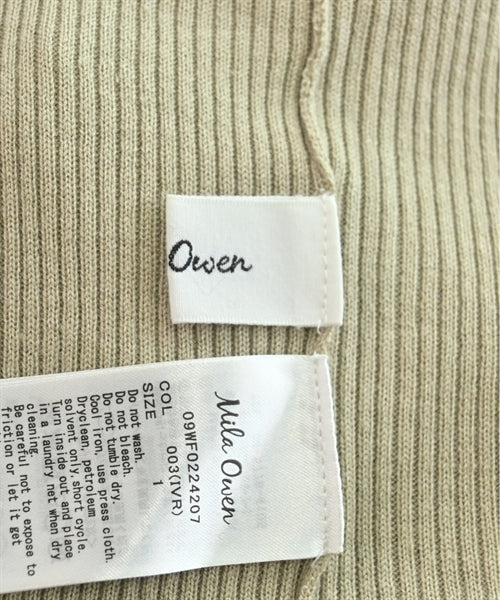 Owen
Mila Owen
09WF0224207
COL 003(IVR)
SIZE 1
Do not wash.
Do not bleach.
Do not tumble dry.
Cool iron, use press cloth.
Dryclean, petroleum
solvent only,short cycle.
Turn inside out and place
in a laundry net when dry
cleaning.
Be careful not to expose to
friction or let it get